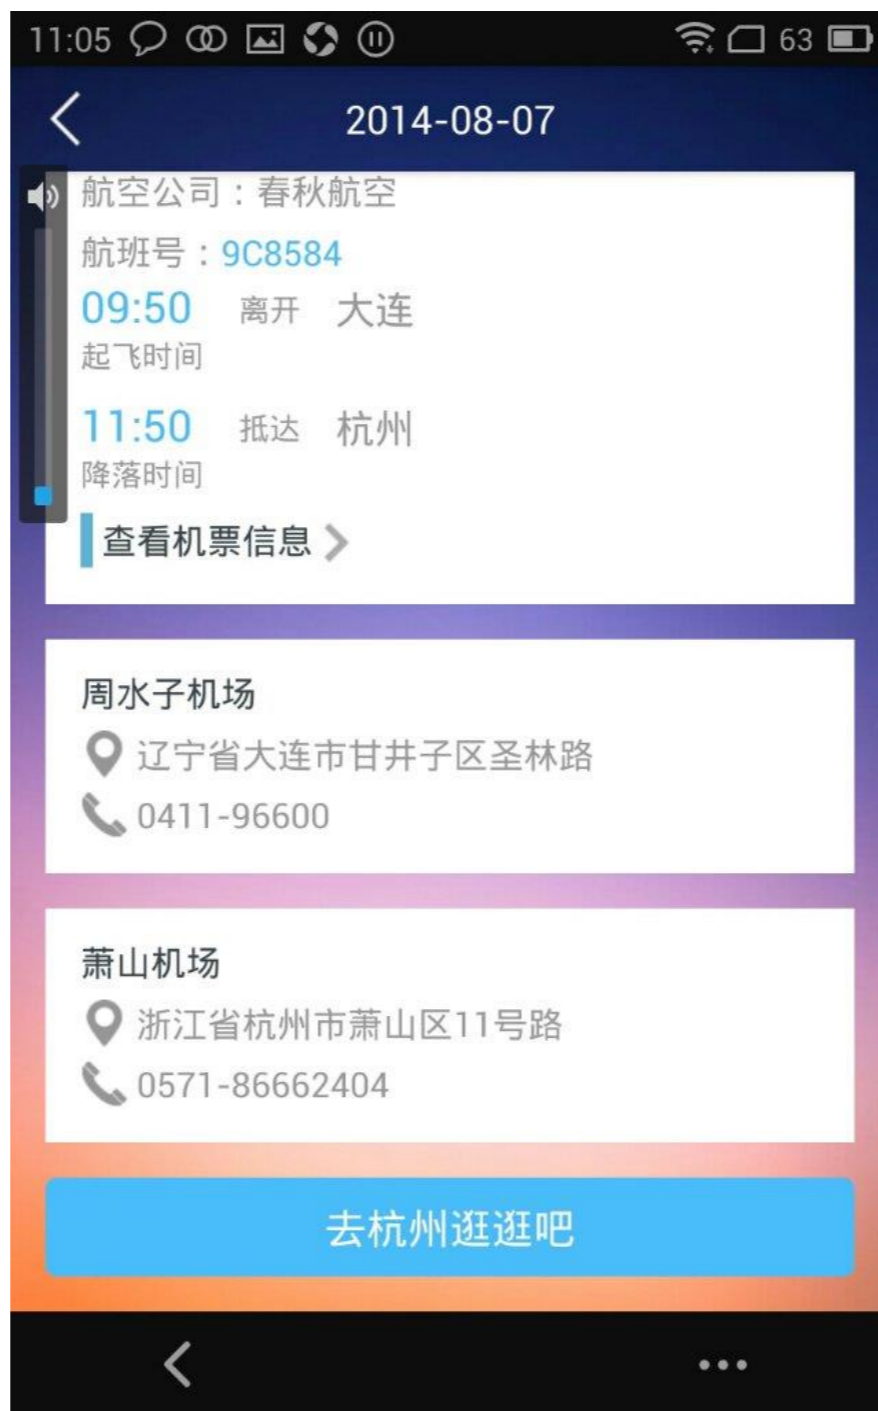 11:05 63
2014-08-07
航空公司：春秋航空
航班号：9C8584
09:50 离开 大连
起飞时间
11:50 抵达 杭州
降落时间
查看机票信息
周水子机场
辽宁省大连市甘井子区圣林路
0411-96600
萧山机场
浙江省杭州市萧山区11号路
0571-86662404
去杭州逛逛吧